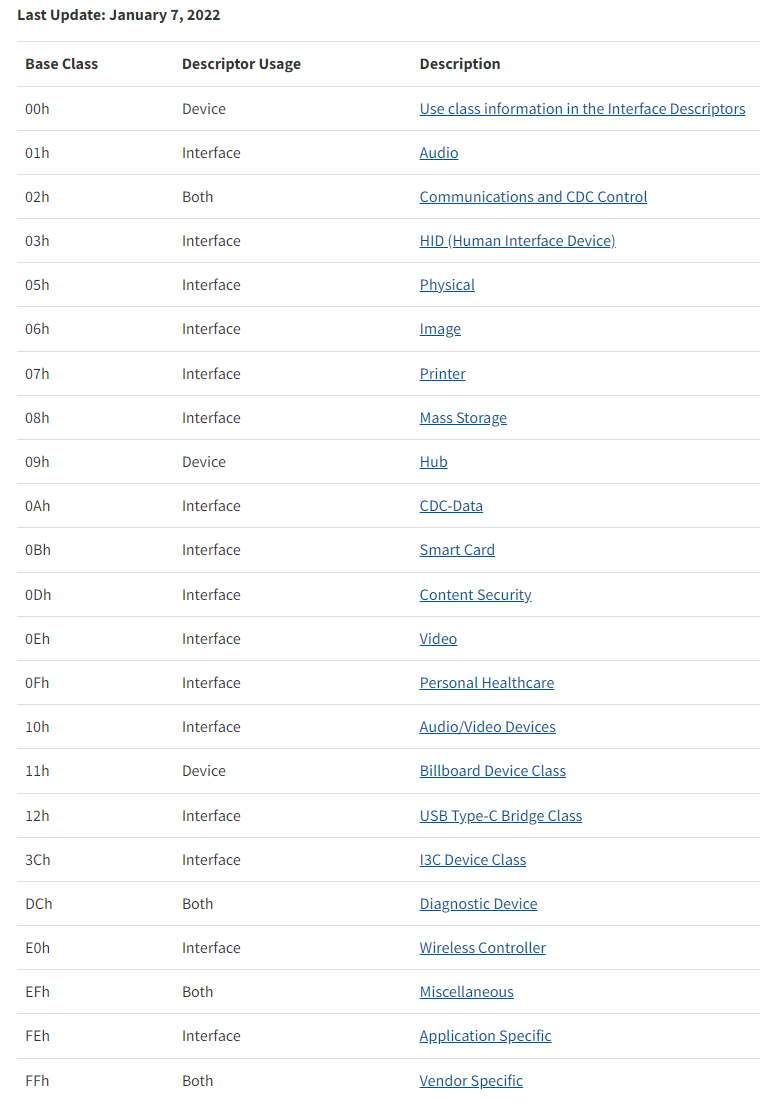 Last Update: January 7, 2022
Base Class Descriptor Usage Description
00h Device Use class information in the Interface Descriptors
01h Interface Audio
02h Both Communications and CDC Control
03h Interface HID (Human Interface Device)
05h Interface Physical
06h Interface Image
07h Interface Printer
08h Interface Mass Storage
09h Device Hub
0Ah Interface CDC-Data
0Bh Interface Smart Card
0Dh Interface Content Security
0Eh Interface Video
0Fh Interface Personal Healthcare
10h Interface Audio/Video Devices
11h Device Billboard Device Class
12h Interface USB Type-C Bridge Class
3Ch Interface I3C Device Class
DCh Both Diagnostic Device
E0h Interface Wireless Controller
EFh Both Miscellaneous
FEh Interface Application Specific
FFh Both Vendor Specific